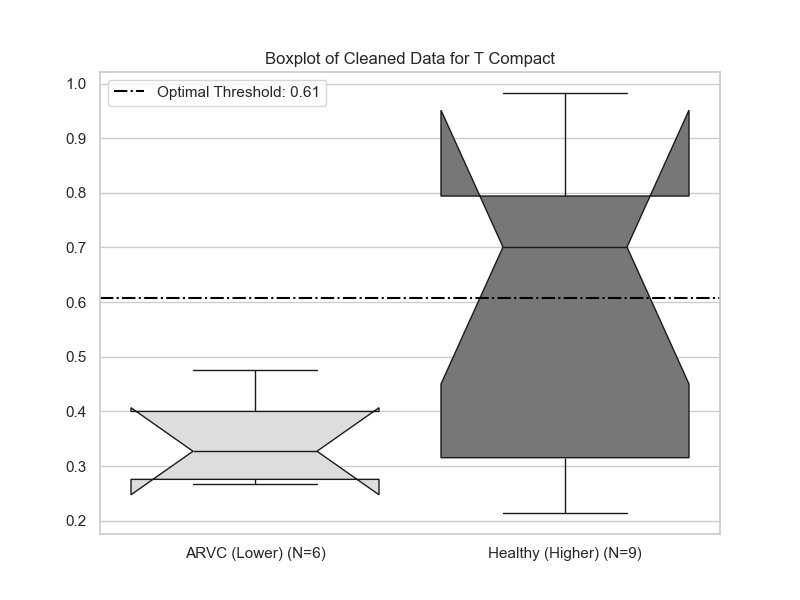 Boxplot of Cleaned Data for T Compact
Optimal Threshold: 0.61
1.0
0.9
0.8
0.7
0.6
0.5
0.4
0.3
0.2
ARVC (Lower) (N=6)
Healthy (Higher) (N=9)